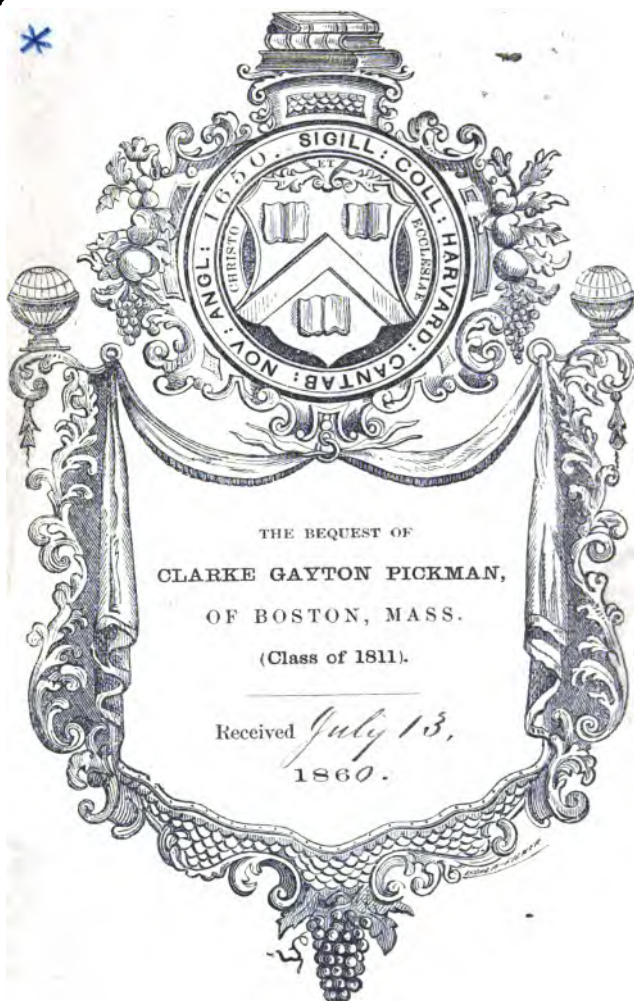 SIGILL: COLL: HARVARD: CANTAB: NOV: ANGL: 1650.
ET
CHRISTO
ECCLESIAE
THE BEQUEST OF
CLARKE GAYTON PICKMAN,
OF BOSTON, MASS.
(Class of 1811).
Received July 13,
1860.